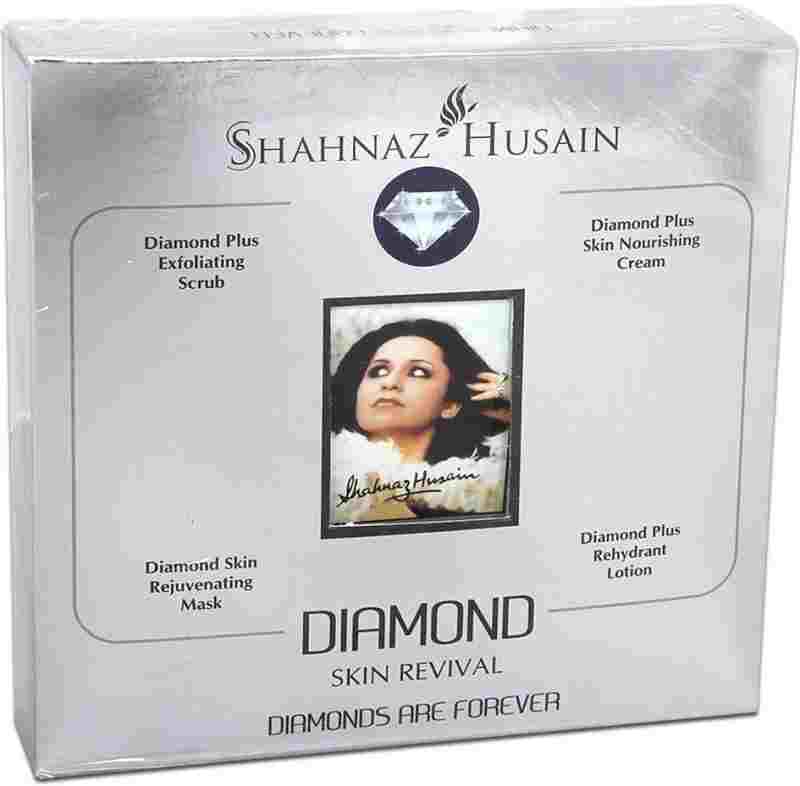 SHAHNAZ HUSAIN
Diamond Plus
Exfoliating
Scrub
Diamond Plus
Skin Nourishing
Cream
Shahnaz Husain
Diamond Skin
Rejuvenating
Mask
Diamond Plus
Rehydrant
Lotion
DIAMOND
SKIN REVIVAL
DIAMONDS ARE FOREVER